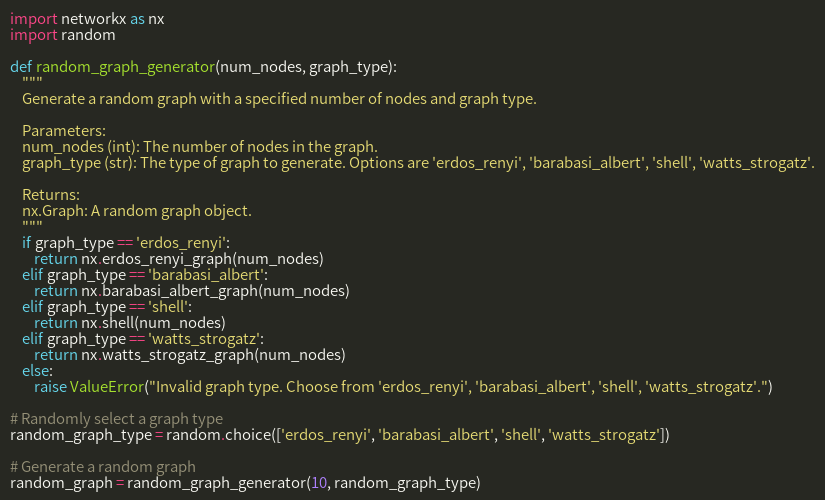 import networkx as nx
import random
def random_graph_generator(num_nodes, graph_type):
"""
Generate a random graph with a specified number of nodes and graph type.
Parameters:
num_nodes (int): The number of nodes in the graph.
graph_type (str): The type of graph to generate. Options are 'erdos_renyi', 'barabasi_albert', 'shell', 'watts_strogatz'.
Returns:
nx.Graph: A random graph object.
"""
if graph_type == 'erdos_renyi':
return nx.erdos_renyi_graph(num_nodes)
elif graph_type == 'barabasi_albert':
return nx.barabasi_albert_graph(num_nodes)
elif graph_type == 'shell':
return nx.shell(num_nodes)
elif graph_type == 'watts_strogatz':
return nx.watts_strogatz_graph(num_nodes)
else:
raise ValueError("Invalid graph type. Choose from 'erdos_renyi', 'barabasi_albert', 'shell', 'watts_strogatz'.")
# Randomly select a graph type
random_graph_type = random.choice(['erdos_renyi', 'barabasi_albert', 'shell', 'watts_strogatz'])
# Generate a random graph
random_graph = random_graph_generator(10, random_graph_type)